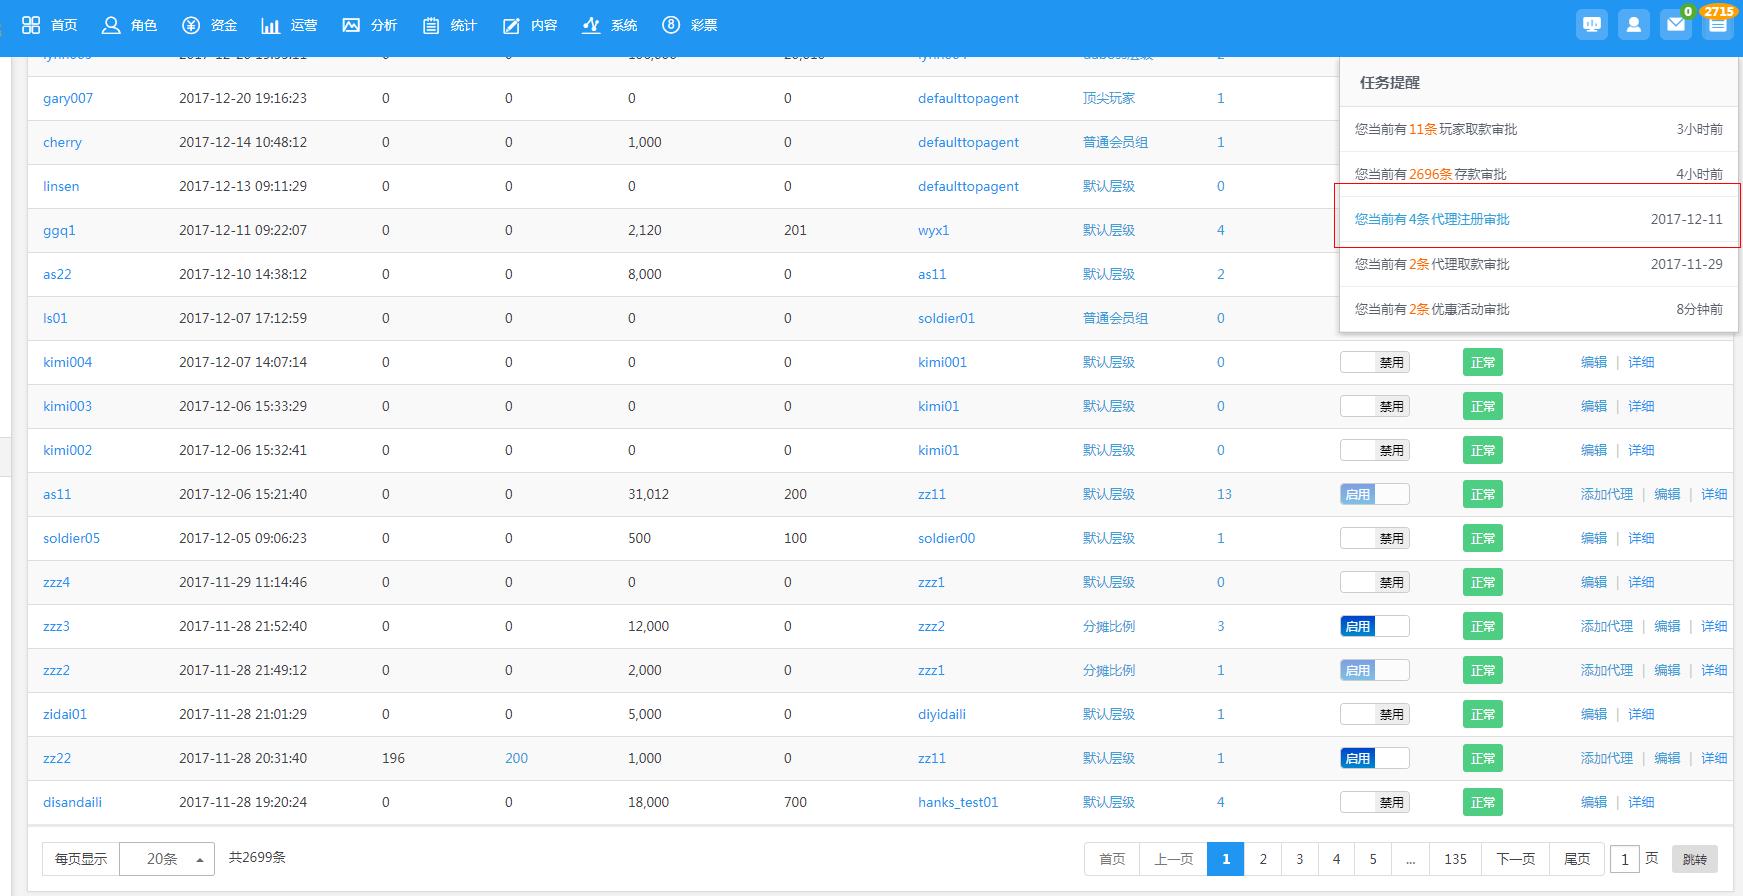 首页 角色 资金 运营 分析 统计 内容 系统 彩票 0 2715
gary007 2017-12-20 19:16:23 0 0 0 0 defaulttopagent 顶尖玩家 1
cherry 2017-12-14 10:48:12 0 0 1,000 0 defaulttopagent 普通会员组 1
linsen 2017-12-13 09:11:29 0 0 0 0 defaulttopagent 默认层级 0
ggq1 2017-12-11 09:22:07 0 0 2,120 201 wyx1 默认层级 4
as22 2017-12-10 14:38:12 0 0 8,000 0 as11 默认层级 2
ls01 2017-12-07 17:12:59 0 0 0 0 soldier01 普通会员组 0
任务提醒
您当前有11条玩家取款审批 3小时前
您当前有2696条存款审批 4小时前
您当前有4条代理注册审批 2017-12-11
您当前有2条代理取款审批 2017-11-29
您当前有2条优惠活动审批 8分钟前
kimi004 2017-12-07 14:07:14 0 0 0 0 kimi001 默认层级 0 禁用 正常 编辑 | 详细
kimi003 2017-12-06 15:33:29 0 0 0 0 kimi01 默认层级 0 禁用 正常 编辑 | 详细
kimi002 2017-12-06 15:32:41 0 0 0 0 kimi01 默认层级 0 禁用 正常 编辑 | 详细
as11 2017-12-06 15:21:40 0 0 31,012 200 zz11 默认层级 13 启用 正常 添加代理 | 编辑 | 详细
soldier05 2017-12-05 09:06:23 0 0 500 100 soldier00 默认层级 1 禁用 正常 编辑 | 详细
zzz4 2017-11-29 11:14:46 0 0 0 0 zzz1 默认层级 0 禁用 正常 编辑 | 详细
zzz3 2017-11-28 21:52:40 0 0 12,000 0 zzz2 分摊比例 3 启用 正常 添加代理 | 编辑 | 详细
zzz2 2017-11-28 21:49:12 0 0 2,000 0 zzz1 分摊比例 1 启用 正常 添加代理 | 编辑 | 详细
zidai01 2017-11-28 21:01:29 0 0 5,000 0 diyidaili 默认层级 1 禁用 正常 编辑 | 详细
zz22 2017-11-28 20:31:40 196 200 1,000 0 zz11 默认层级 1 启用 正常 添加代理 | 编辑 | 详细
disandaili 2017-11-28 19:20:24 0 0 18,000 700 hanks_test01 默认层级 4 禁用 正常 编辑 | 详细
每页显示 20条 共2699条 首页 上一页 1 2 3 4 5 ... 135 下一页 尾页 1 页 跳转